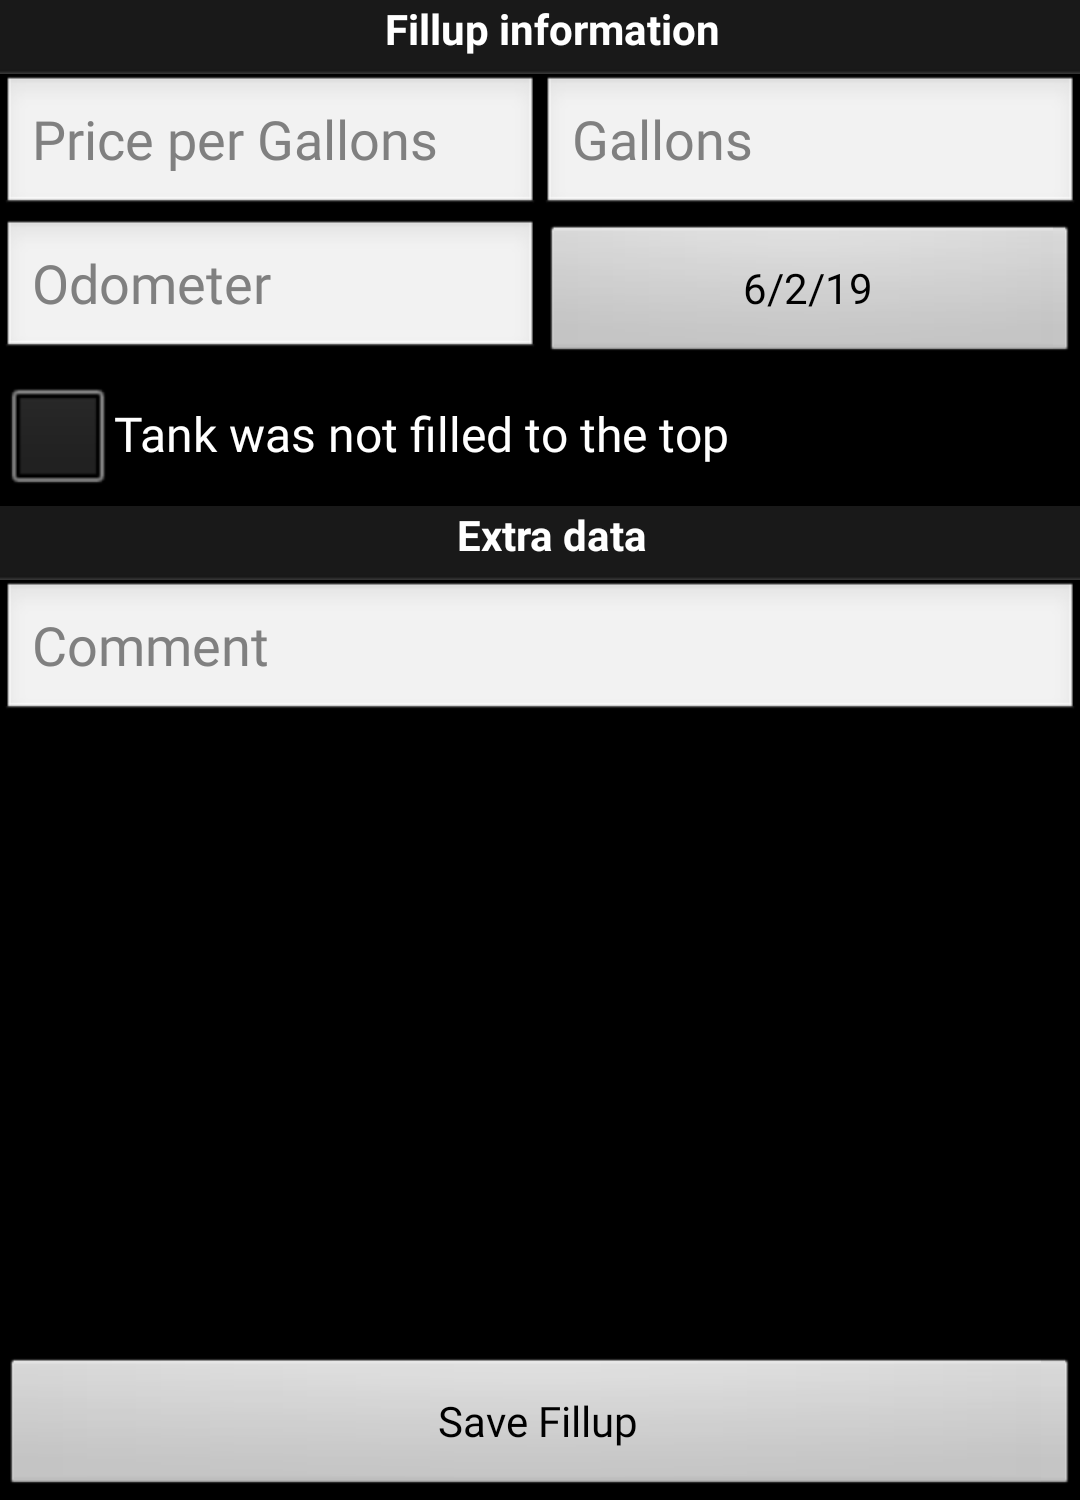 Fillup information
Price per Gallons
Gallons
Odometer
6/2/19
Tank was not filled to the top
Extra data
Comment
Save Fillup